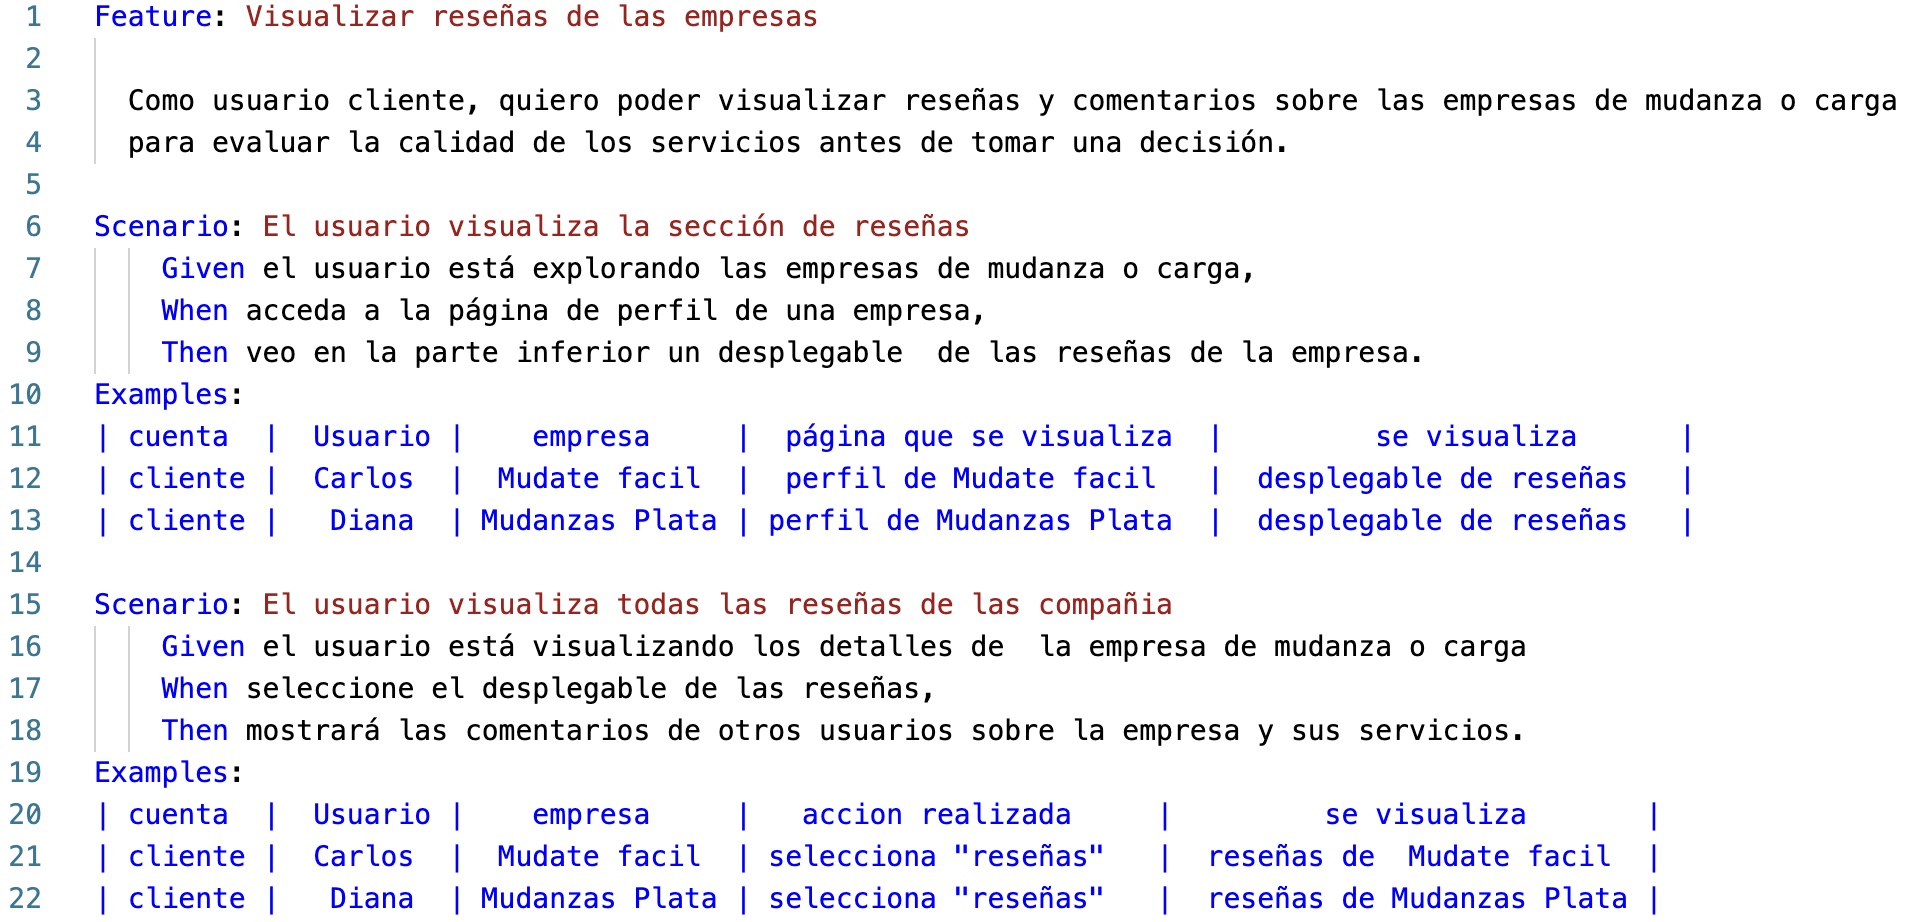 1 Feature: Visualizar reseñas de las empresas
2
3 Como usuario cliente, quiero poder visualizar reseñas y comentarios sobre las empresas de mudanza o carga
4 para evaluar la calidad de los servicios antes de tomar una decisión.
5
6 Scenario: El usuario visualiza la sección de reseñas
7 Given el usuario está explorando las empresas de mudanza o carga,
8 When acceda a la página de perfil de una empresa,
9 Then veo en la parte inferior un desplegable  de las reseñas de la empresa.
10 Examples:
11 | cuenta  |  Usuario |    empresa     |  página que se visualiza  |         se visualiza      |
12 | cliente |  Carlos  |  Mudate facil  |  perfil de Mudate facil   |  desplegable de reseñas   |
13 | cliente |   Diana  | Mudanzas Plata | perfil de Mudanzas Plata  |  desplegable de reseñas   |
14
15 Scenario: El usuario visualiza todas las reseñas de las compañia
16 Given el usuario está visualizando los detalles de  la empresa de mudanza o carga
17 When seleccione el desplegable de las reseñas,
18 Then mostrará las comentarios de otros usuarios sobre la empresa y sus servicios.
19 Examples:
20 | cuenta  |  Usuario |    empresa     |   accion realizada     |         se visualiza       |
21 | cliente |  Carlos  |  Mudate facil  | selecciona "reseñas"   |  reseñas de  Mudate facil  |
22 | cliente |   Diana  | Mudanzas Plata | selecciona "reseñas"   |  reseñas de Mudanzas Plata |